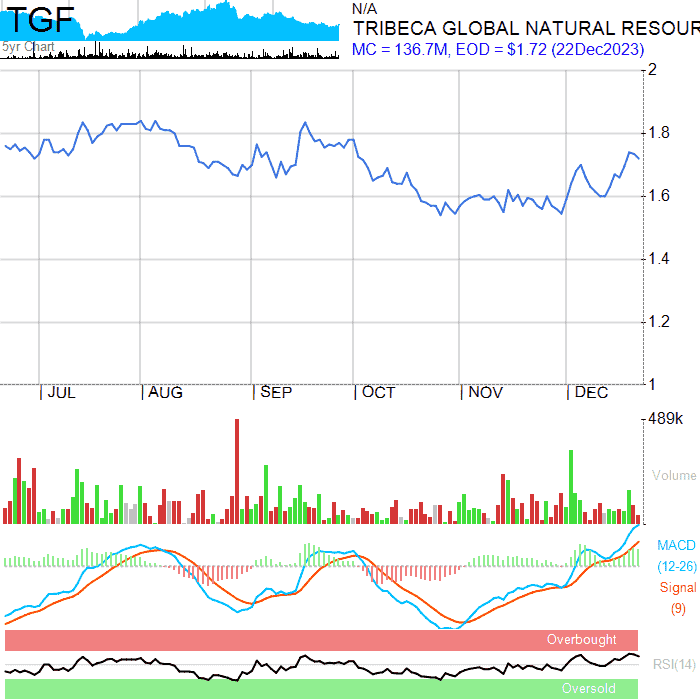 TGF
5yr Chart
N/A
TRIBECA GLOBAL NATURAL RESOUR
MC = 136.7M, EOD = $1.72 (22Dec2023)
2
1.8
1.6
1.4
1.2
1
JUL AUG SEP OCT NOV DEC
489k
Volume
MACD
(12-26)
Signal
(9)
Overbought
RSI(14)
Oversold